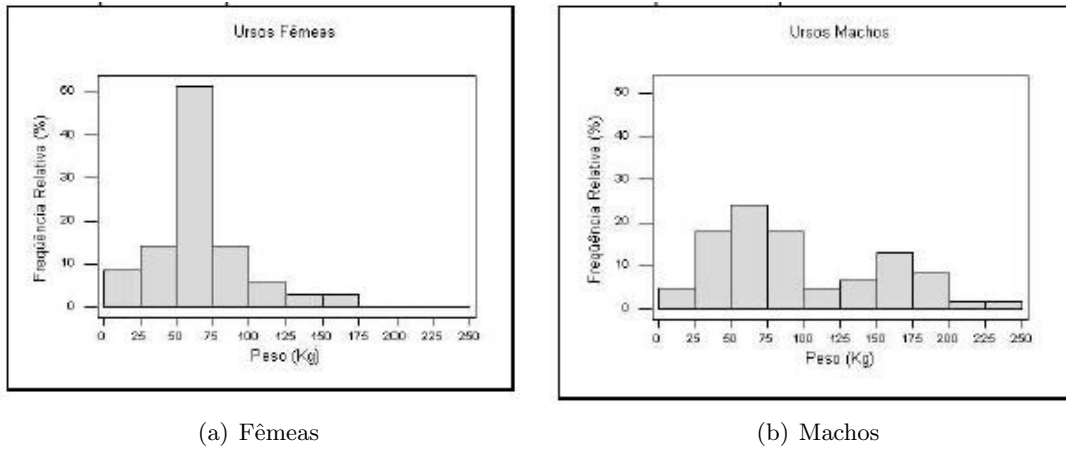 Ursos Fêmeas
Freqüência Relativa (%)
50
40
30
20
10
0
0 25 50 75 100 125 150 175 200 225 250
Peso (Kg)
(a) Fêmeas
Ursos Machos
Freqüência Relativa (%)
50
40
30
20
10
0
0 25 50 75 100 125 150 175 200 225 250
Peso (Kg)
(b) Machos